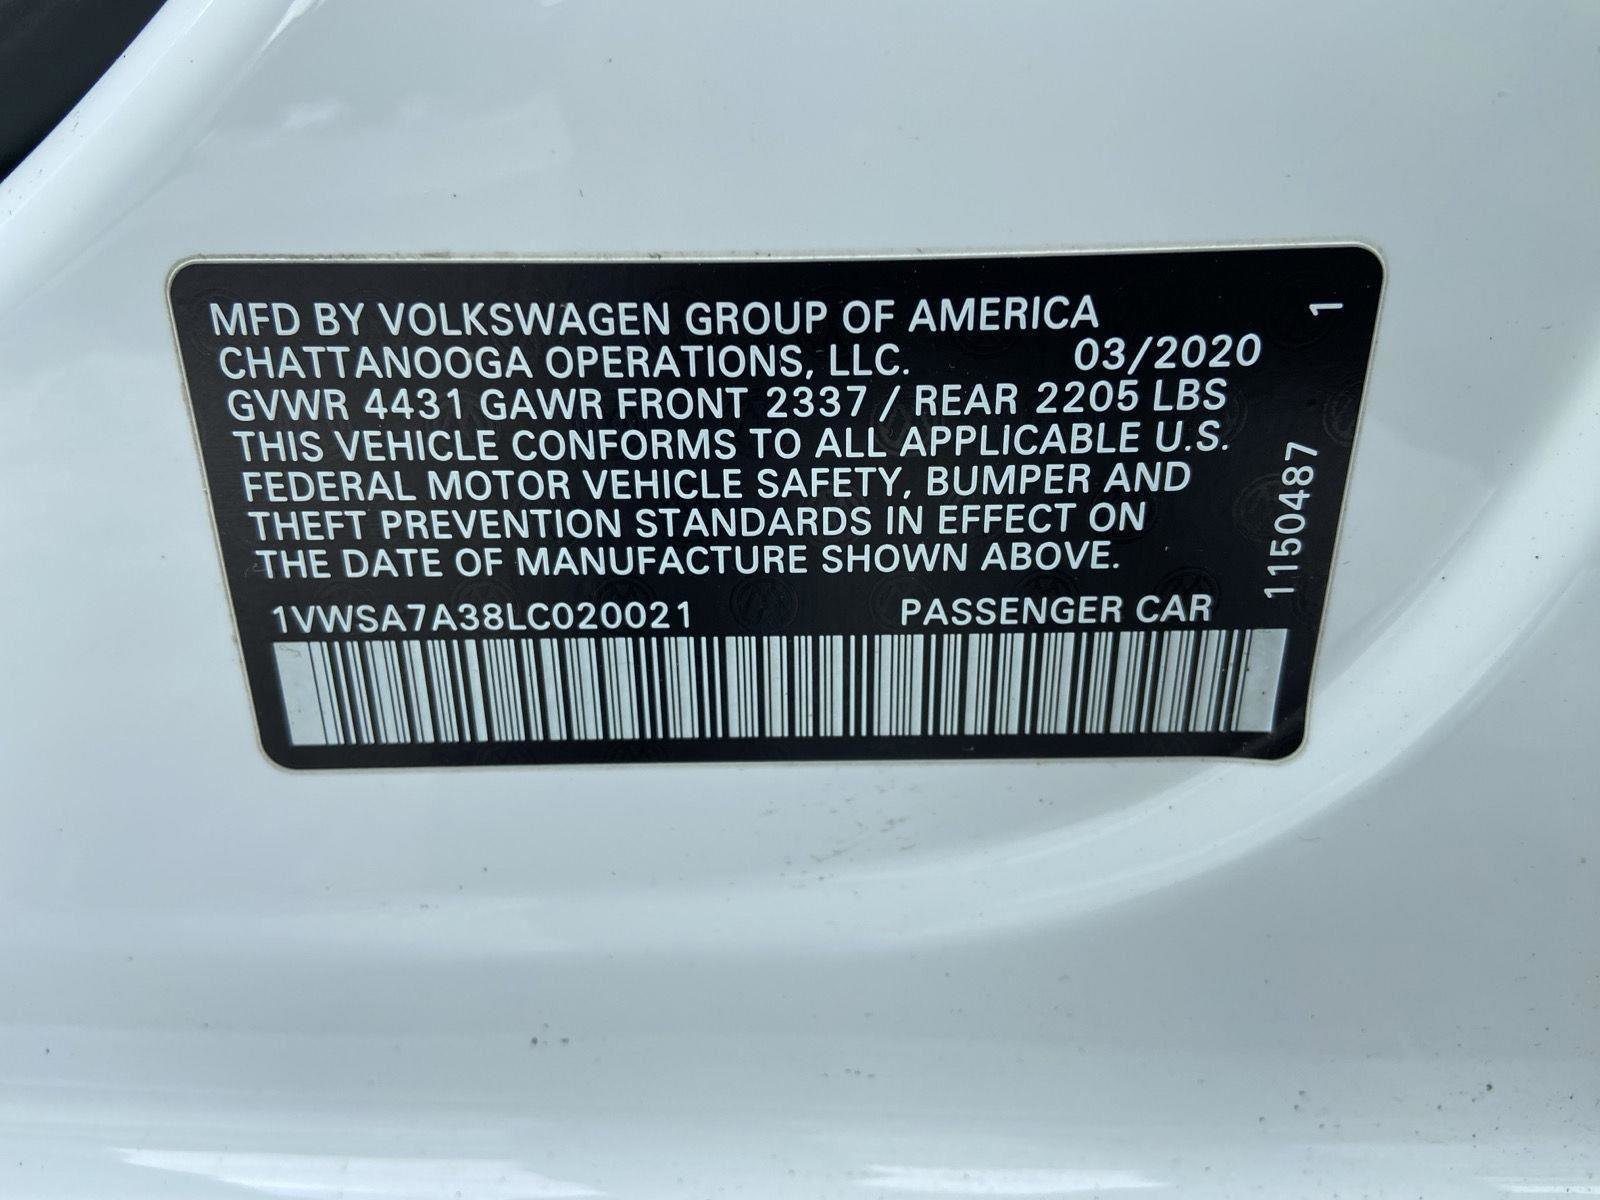 MFD BY VOLKSWAGEN GROUP OF AMERICA
CHATTANOOGA OPERATIONS, LLC. 03/2020
GVWR 4431 GAWR FRONT 2337 / REAR 2205 LBS
THIS VEHICLE CONFORMS TO ALL APPLICABLE U.S.
FEDERAL MOTOR VEHICLE SAFETY, BUMPER AND
THEFT PREVENTION STANDARDS IN EFFECT ON
THE DATE OF MANUFACTURE SHOWN ABOVE.
1VWSA7A38LC020021 PASSENGER CAR
1150487 1